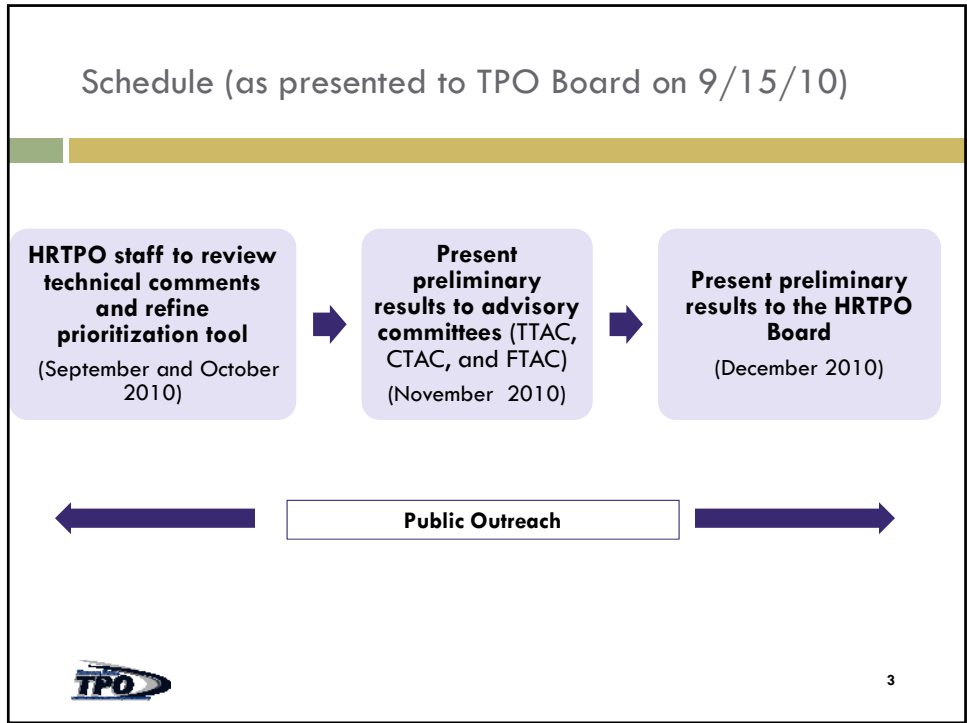 Schedule (as presented to TPO Board on 9/15/10)
HRTPO staff to review
technical comments
and refine
prioritization tool
(September and October
2010)
Present
preliminary
results to advisory
committees (TTAC,
CTAC, and FTAC)
(November 2010)
Present preliminary
results to the HRTPO
Board
(December 2010)
Public Outreach
TPO
3